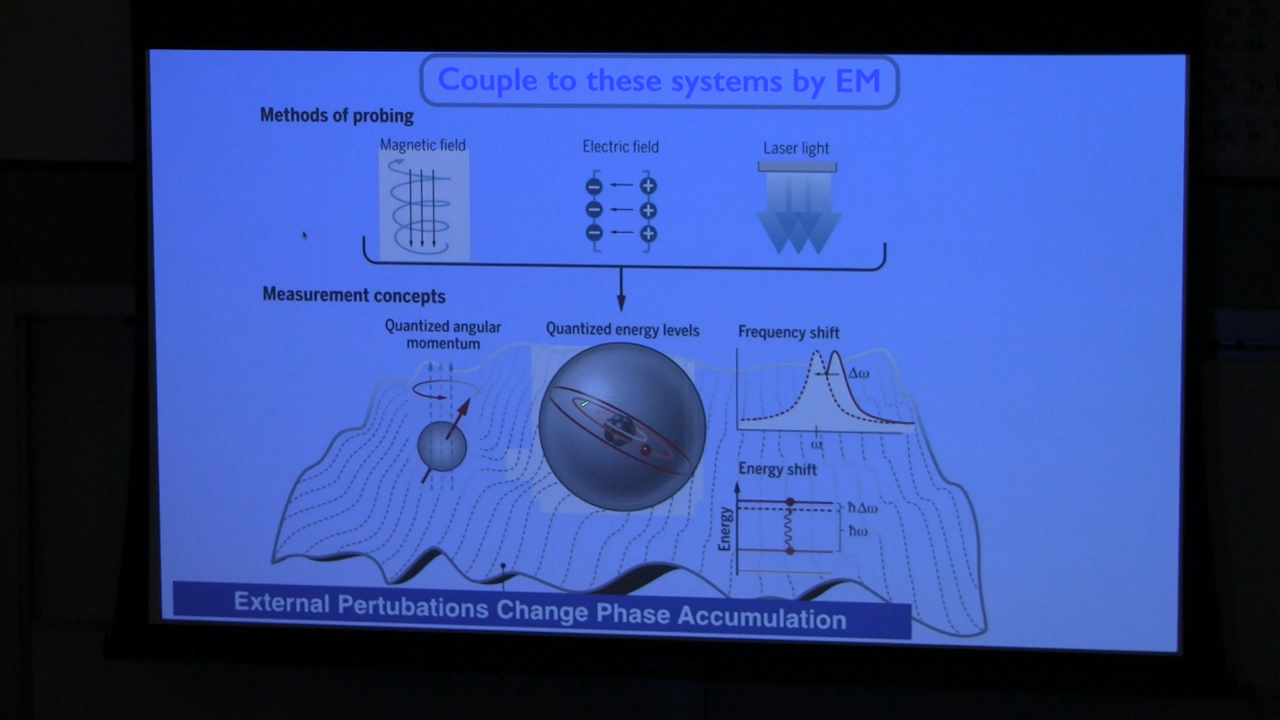 Couple to these systems by EM
Methods of probing
Magnetic field
Electric field
Laser light
Measurement concepts
Quantized angular
momentum
Quantized energy levels
Frequency shift
Δω
ω
Energy shift
Energy
ħΔω
ħω
External Pertubations Change Phase Accumulation